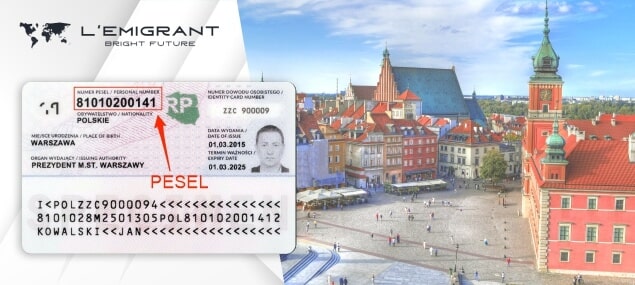 L'EMIGRANT
BRIGHT FUTURE
NUMER PESEL / PERSONAL NUMBER
81010200141
OBYWATELSTWO / NATIONALITY
POLSKIE
RP
NUMER DOWODU OSOBISTEGO
/ IDENTITY CARD NUMBER
ZZC 900009
MIEJSCE URODZENIA / PLACE OF BIRTH
WARSZAWA
DATA WYDANIA /
DATE OF ISSUE
01.03.2015
ORGAN WYDAJĄCY / ISSUING AUTHORITY
PREZYDENT M.ST. WARSZAWY
TERMIN WAŻNOŚCI /
EXPIRY DATE
01.03.2025
PESEL
I<POLZZC9000094<<<<<<<<<<<<<<<
8101028M2501305POL810102001412
KOWALSKI<<JAN<<<<<<<<<<<<<<<<<